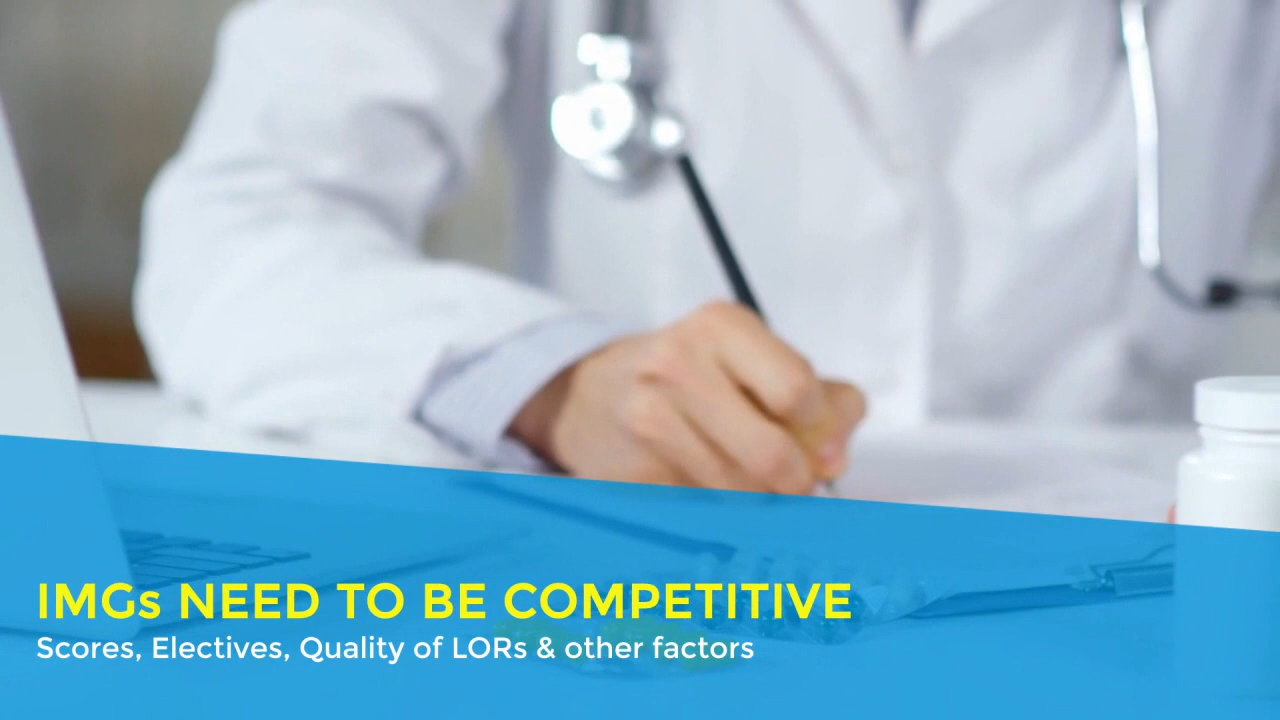 IMGs NEED TO BE COMPETITIVE
Scores, Electives, Quality of LORs & other factors